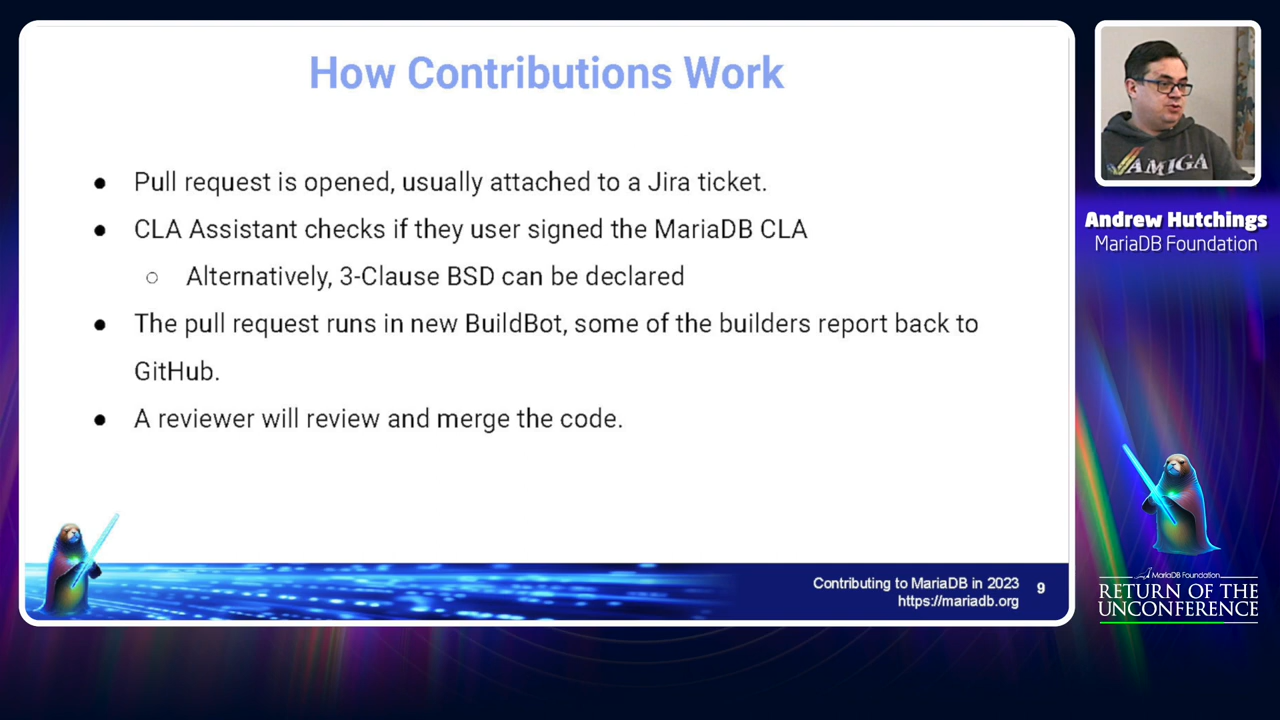 How Contributions Work
● Pull request is opened, usually attached to a Jira ticket.
● CLA Assistant checks if they user signed the MariaDB CLA
○ Alternatively, 3-Clause BSD can be declared
● The pull request runs in new BuildBot, some of the builders report back to
GitHub.
● A reviewer will review and merge the code.
Contributing to MariaDB in 2023
https://mariadb.org
9
AMIGA
Andrew Hutchings
MariaDB Foundation
MariaDB Foundation
RETURN OF THE
UNCONFERENCE